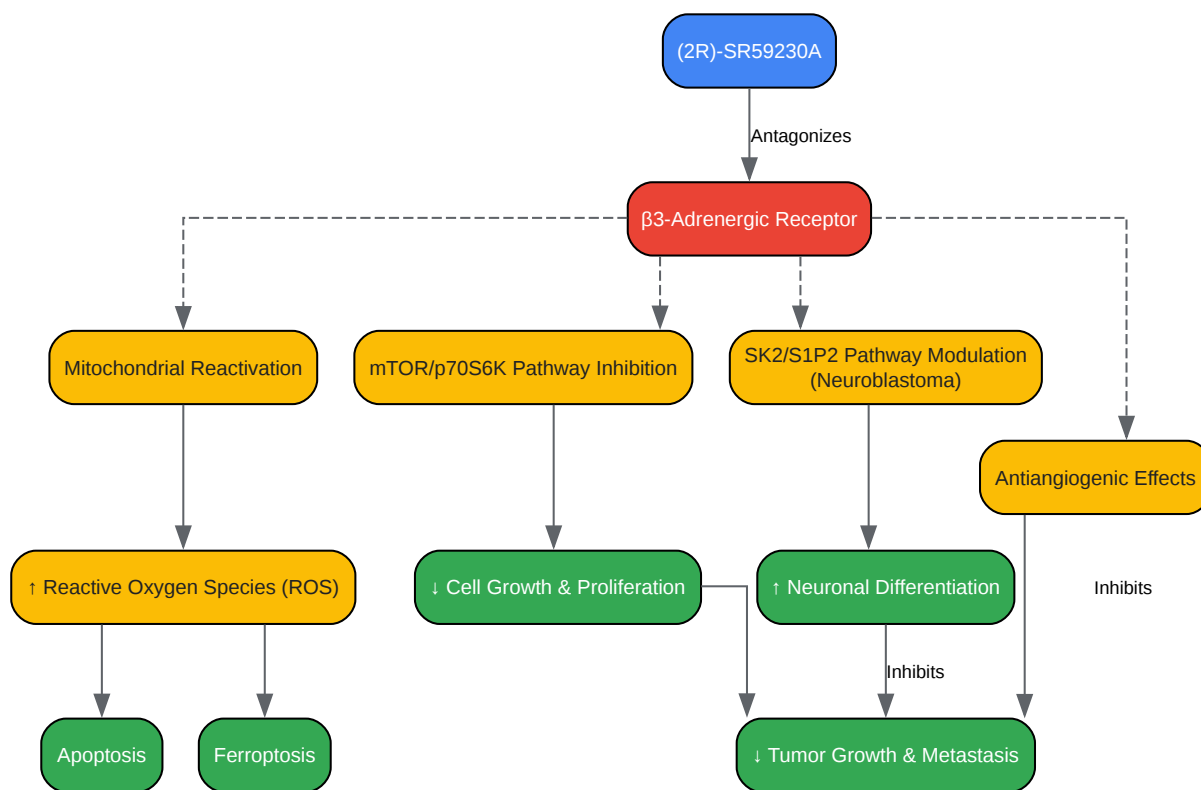 (2R)-SR59230A
Antagonizes
β3-Adrenergic Receptor
Mitochondrial Reactivation
mTOR/p70S6K Pathway Inhibition
SK2/S1P2 Pathway Modulation
(Neuroblastoma)
Antiangiogenic Effects
↑ Reactive Oxygen Species (ROS)
↓ Cell Growth & Proliferation
↑ Neuronal Differentiation
Inhibits
Inhibits
Apoptosis
Ferroptosis
↓ Tumor Growth & Metastasis